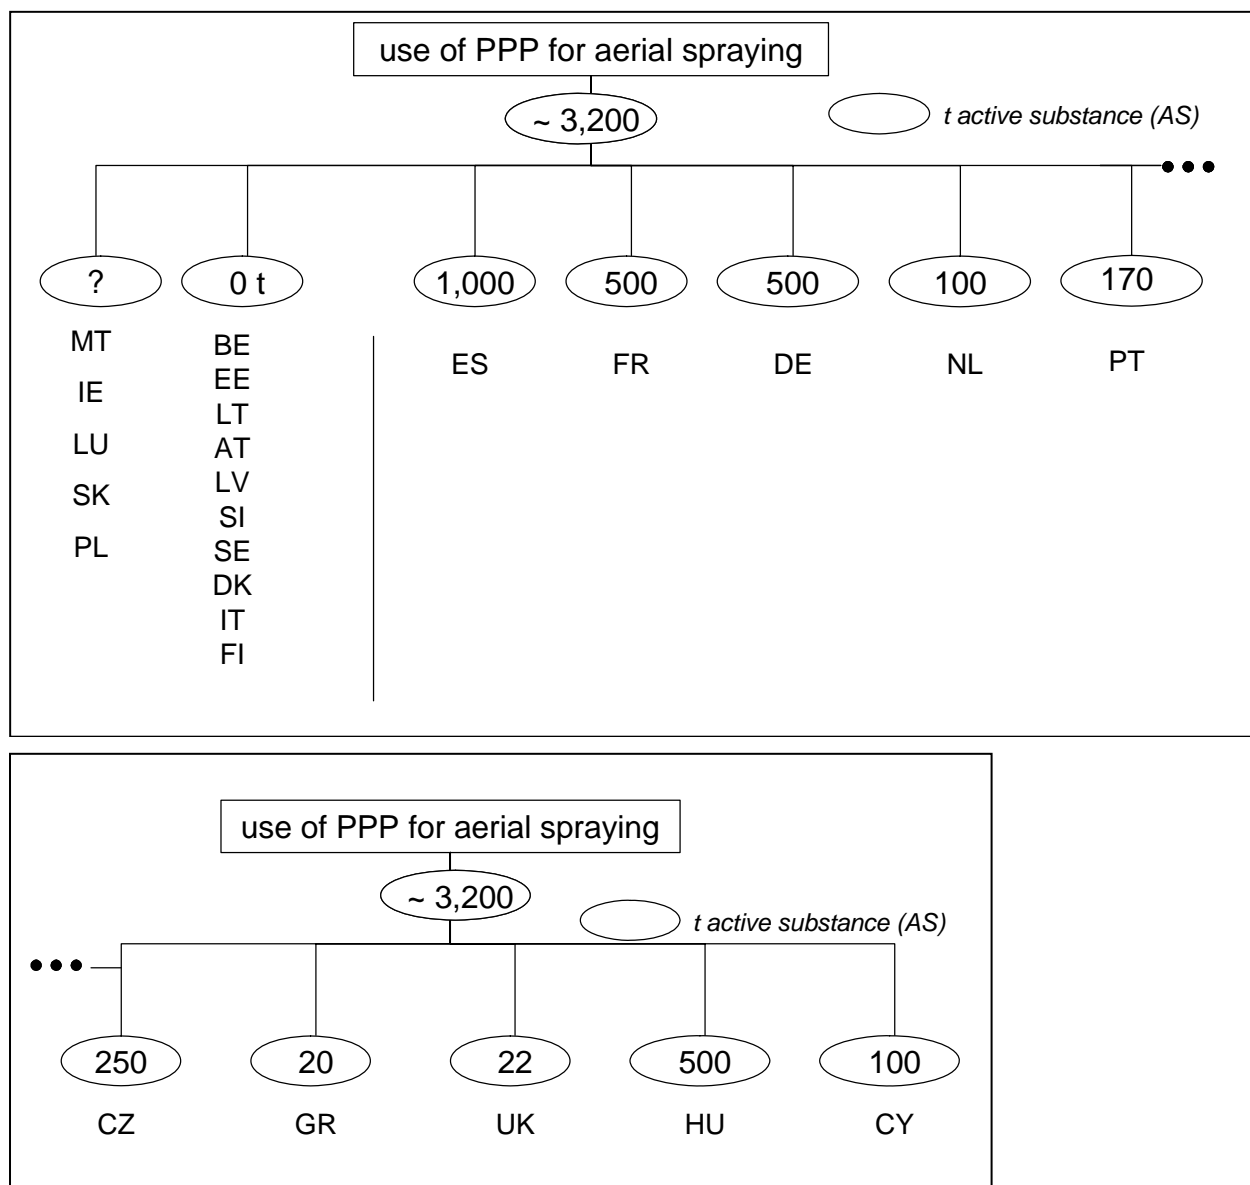 use of PPP for aerial spraying
~ 3,200
t active substance (AS)
? 0 t 1,000 500 500 100 170
MT
IE
LU
SK
PL
BE
EE
LT
AT
LV
SI
SE
DK
IT
FI
ES FR DE NL PT
use of PPP for aerial spraying
~ 3,200
t active substance (AS)
250 20 22 500 100
CZ GR UK HU CY